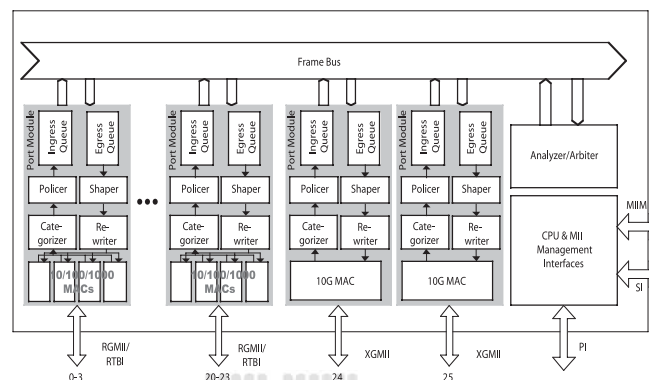 Frame Bus
Port Module
Ingress
Queue
Egress
Queue
Policer
Shaper
Cate-
gorizer
Re-
writer
10/100/1000
MACs
Port Module
Ingress
Queue
Egress
Queue
Policer
Shaper
Cate-
gorizer
Re-
writer
10/100/1000
MACs
Port Module
Ingress
Queue
Egress
Queue
Policer
Shaper
Cate-
gorizer
Re-
writer
10G MAC
Port Module
Ingress
Queue
Egress
Queue
Policer
Shaper
Cate-
gorizer
Re-
writer
10G MAC
Analyzer/Arbiter
CPU & MII
Management
Interfaces
MIIM
SI
RGMII/
RTBI
RGMII/
RTBI
XGMII
XGMII
PI
0-3
20-23
24
25